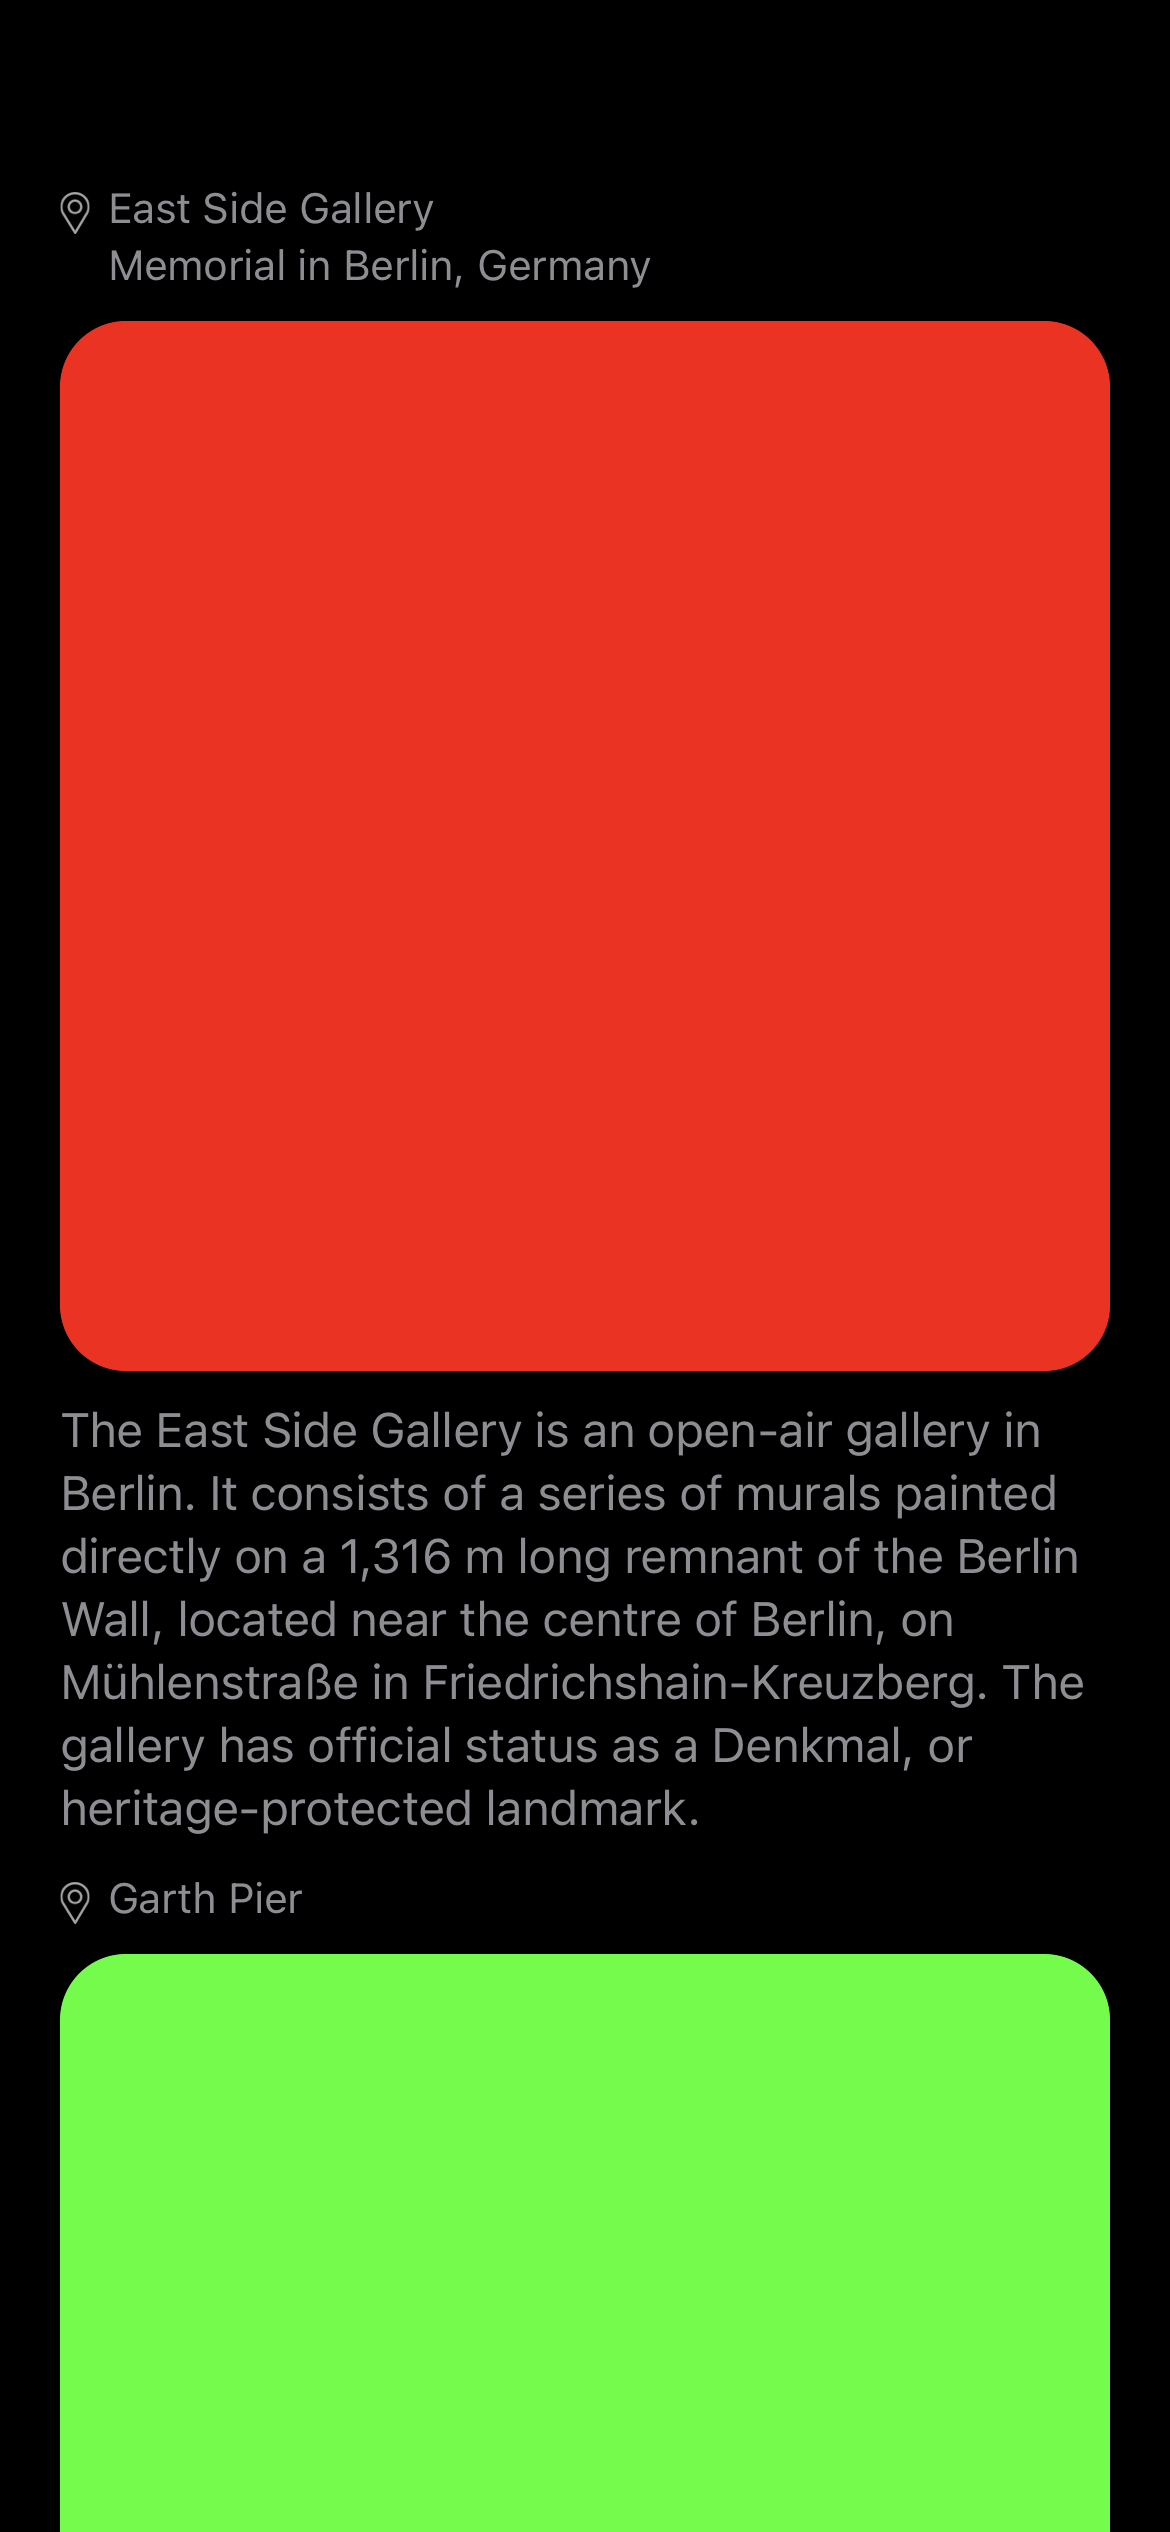 East Side Gallery
Memorial in Berlin, Germany
The East Side Gallery is an open-air gallery in
Berlin. It consists of a series of murals painted
directly on a 1,316 m long remnant of the Berlin
Wall, located near the centre of Berlin, on
Mühlenstraße in Friedrichshain-Kreuzberg. The
gallery has official status as a Denkmal, or
heritage-protected landmark.
Garth Pier